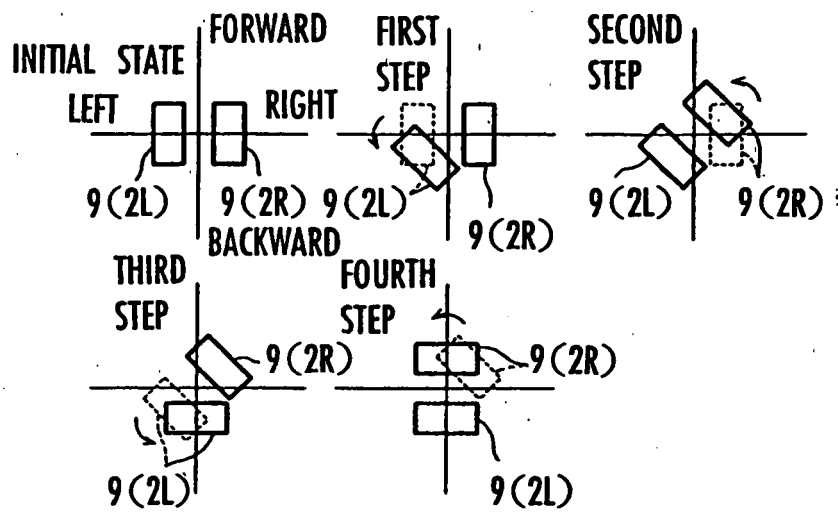 INITIAL STATE
FORWARD
LEFT
RIGHT
9(2L)
9(2R)
BACKWARD
FIRST
STEP
9(2L)
9(2R)
SECOND
STEP
9(2L)
9(2R)
THIRD
STEP
9(2R)
9(2L)
FOURTH
STEP
9(2R)
9(2L)